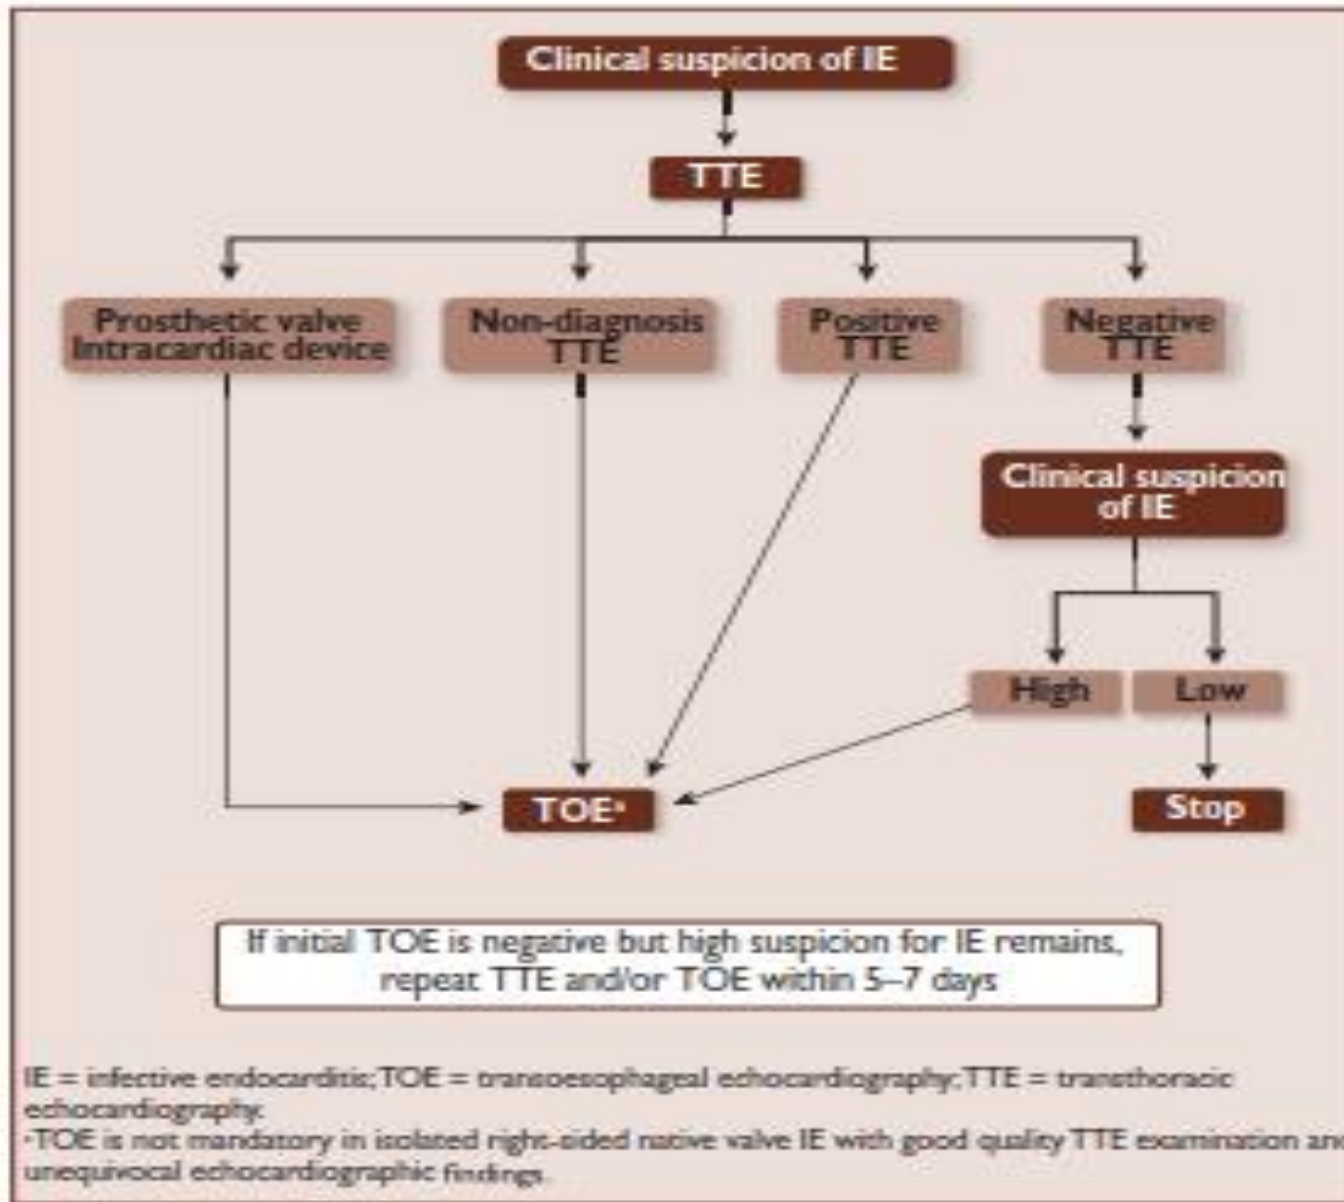 Clinical suspicion of IE
TTE
Prosthetic valve
Intracardiac device
Non-diagnosis
TTE
Positive
TTE
Negative
TTE
Clinical suspicion
of IE
High
Low
TOEª
Stop
If initial TOE is negative but high suspicion for IE remains,
repeat TTE and/or TOE within 5–7 days
IE = infective endocarditis; TOE = transoesophageal echocardiography; TTE = transthoracic
echocardiography.
ªTOE is not mandatory in isolated right-sided native valve IE with good quality TTE examination an
unequivocal echocardiographic findings.